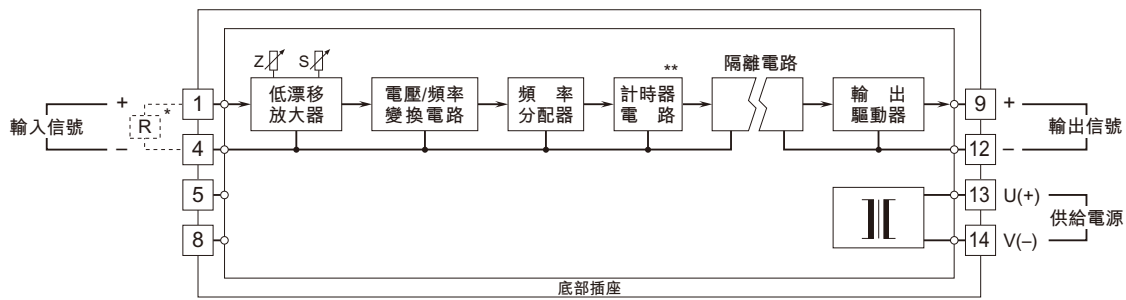 Z
S
**
隔離電路
低漂移
放大器
電壓/頻率
變換電路
頻 率
分配器
計時器
電 路
輸 出
驅動器
輸入信號
+
–
R
*
1
4
5
8
9
12
13
14
+
–
輸出信號
U(+)
V(–)
供給電源
底部插座